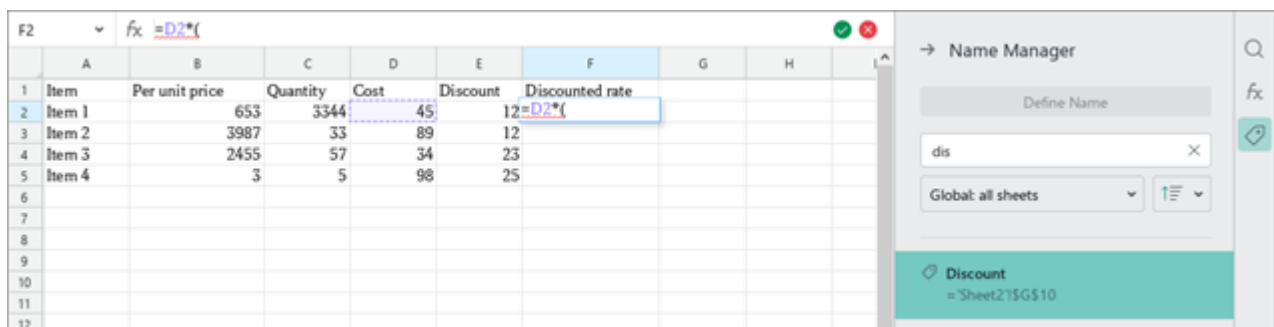 F2 fx =D2*(
→ Name Manager
A B C D E F G H
1 Item Per unit price Quantity Cost Discount Discounted rate
2 Item 1 653 3344 45 12 =D2*(
3 Item 2 3987 33 89 12
4 Item 3 2455 57 34 23
5 Item 4 3 5 98 25
6
7
8
9
10
11
12
Define Name
dis
Global: all sheets
Discount
='Sheet2'!$G$10
fx